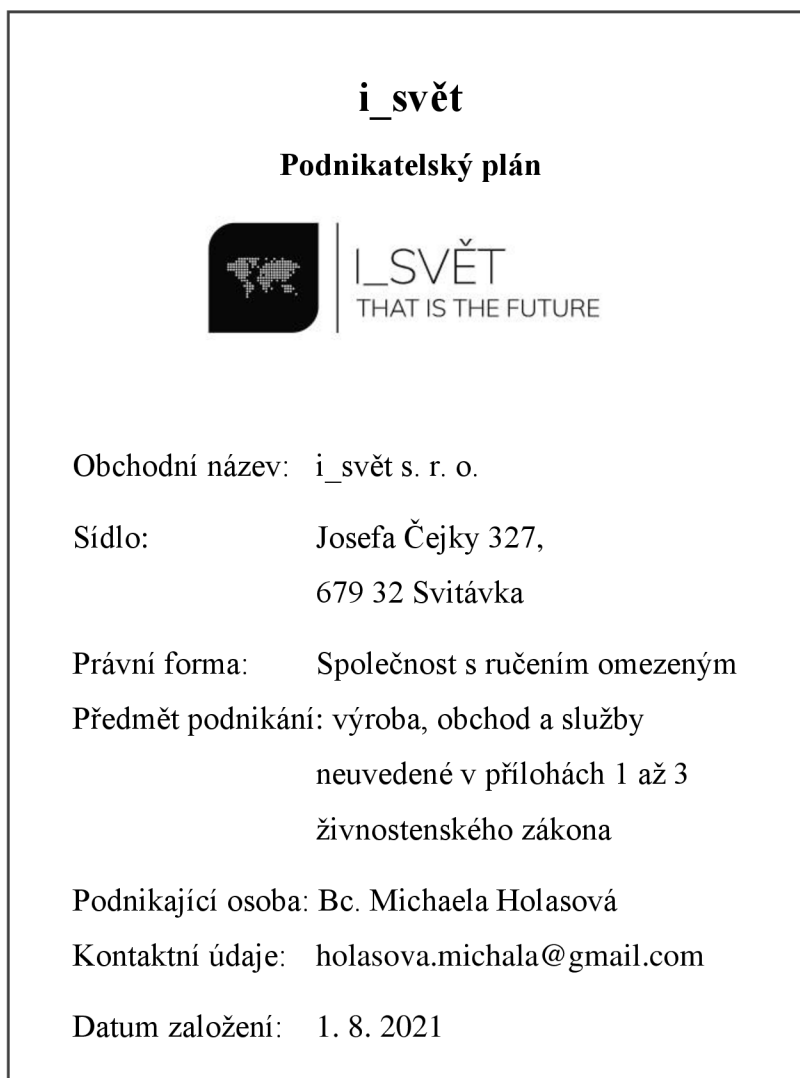 i_svět
Podnikatelský plán
I_SVĚT
THAT IS THE FUTURE
Obchodní název: i_svět s. r. o.
Sídlo: Josefa Čejky 327,
679 32 Svitávka
Právní forma: Společnost s ručením omezeným
Předmět podnikání: výroba, obchod a služby
neuvedené v přílohách 1 až 3
živnostenského zákona
Podnikající osoba: Bc. Michaela Holasová
Kontaktní údaje: holasova.michala@gmail.com
Datum založení: 1. 8. 2021